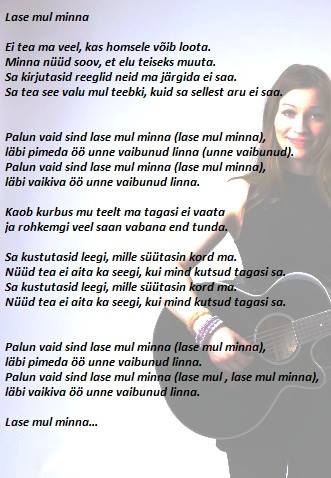 Lase mul minna
Ei tea ma veel, kas homsele võib loota.
Minna nüüd soov, et elu teiseks muuta.
Sa kirjutasid reeglid neid ma järgida ei saa.
Sa tea see valu mul teebki, kuid sa sellest aru ei saa.
Palun vaid sind lase mul minna (lase mul minna),
läbi pimeda öö unne vaibunud linna (unne vaibunud).
Palun vaid sind lase mul minna (lase mul minna),
läbi vaikiva öö unne vaibunud linna.
Kaob kurbus mu teelt ma tagasi ei vaata
ja rohkemgi veel saan vabana end tunda.
Sa kustutasid leegi, mille süütasin kord ma.
Nüüd tea ei aita ka seegi, kui mind kutsud tagasi sa.
Sa kustutasid leegi, mille süütasin kord ma.
Nüüd tea ei aita ka seegi, kui mind kutsud tagasi sa.
Palun vaid sind lase mul minna (lase mul minna),
läbi pimeda öö unne vaibunud linna.
Palun vaid sind lase mul minna (lase mul , lase mul minna),
läbi vaikiva öö unne vaibunud linna.
Lase mul minna...